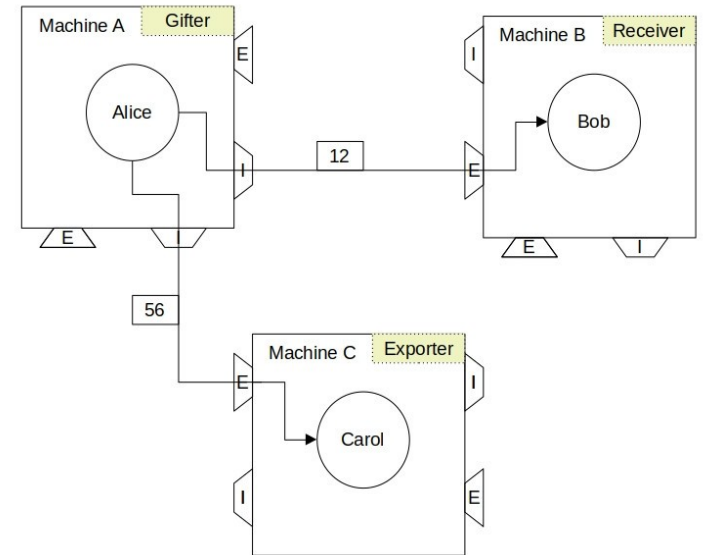 Machine A
Gifter
E
Machine B
Receiver
I
Alice
Bob
I
12
E
E
I
E
I
56
Machine C
Exporter
E
I
Carol
I
E